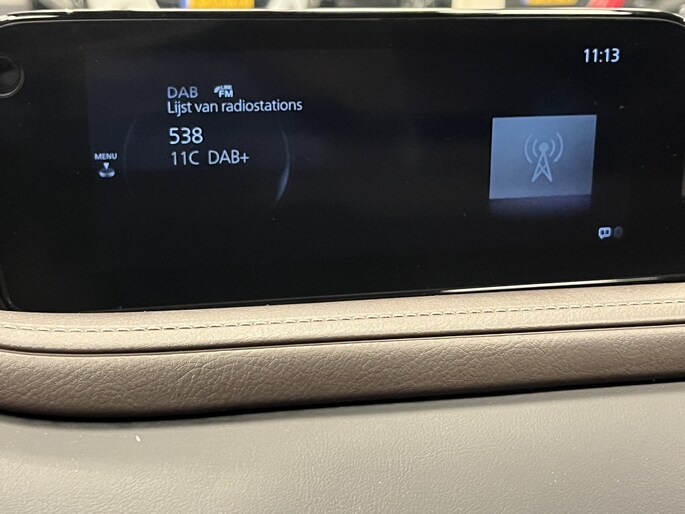 11:13
DAB FM
Lijst van radiostations
538
11C DAB+
MENU